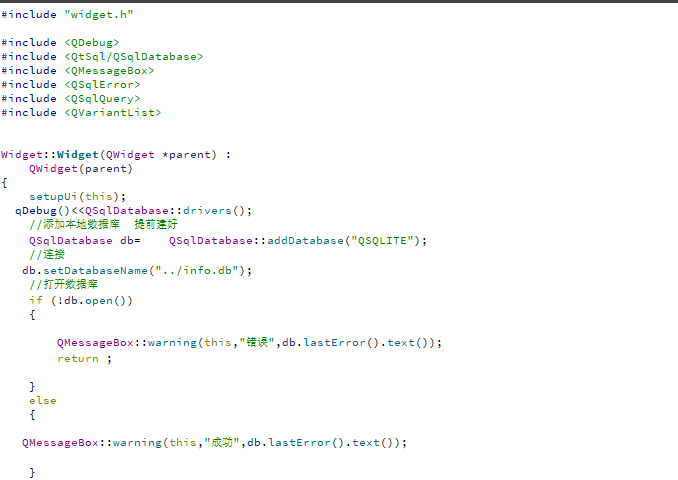 #include "widget.h"
#include <QDebug>
#include <QtSql/QSqlDatabase>
#include <QMessageBox>
#include <QSqlError>
#include <QSqlQuery>
#include <QVariantList>
Widget::Widget(QWidget *parent) :
    QWidget(parent)
{
    setupUi(this);
  qDebug()<<QSqlDatabase::drivers();
    //添加本地数据库  提前建好
    QSqlDatabase db=    QSqlDatabase::addDatabase("QSQLITE");
    //连接
   db.setDatabaseName("../info.db");
    //打开数据库
    if (!db.open())
    {
        QMessageBox::warning(this,"错误",db.lastError().text());
        return ;
    }
    else
    {
   QMessageBox::warning(this,"成功",db.lastError().text());
    }